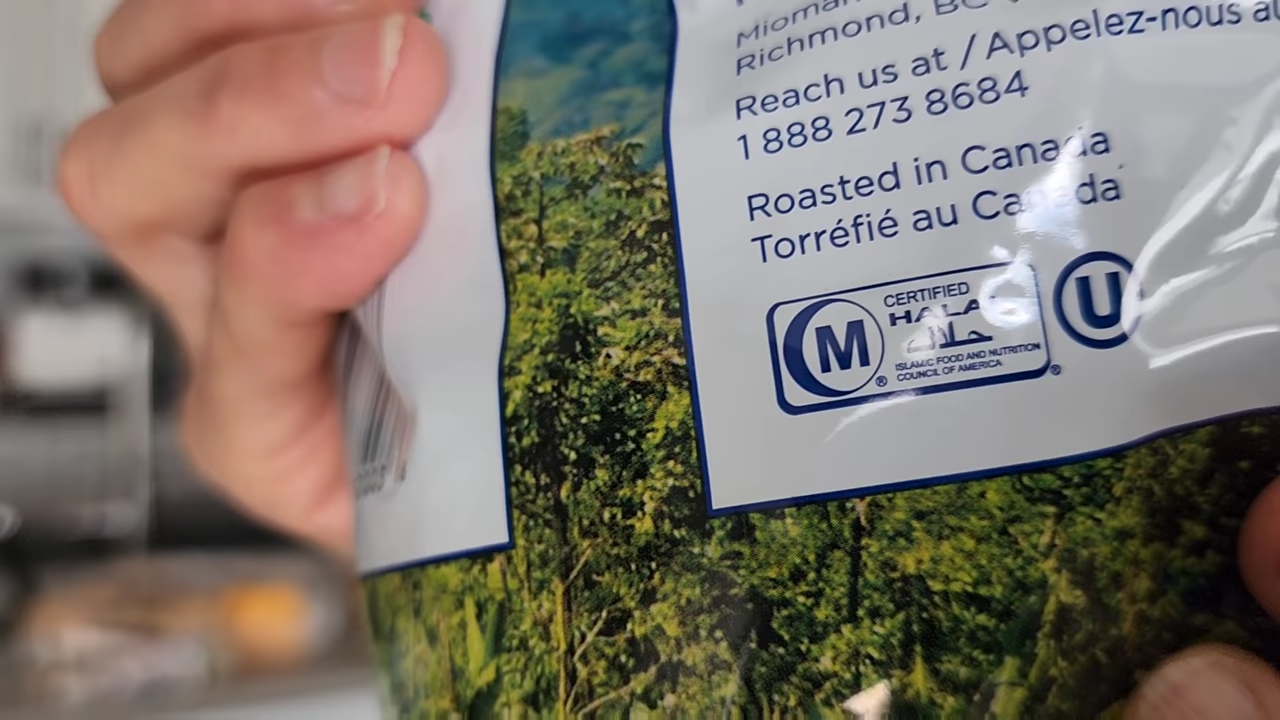 Richmond, BC
Reach us at / Appelez-nous au
1 888 273 8684
Roasted in Canada
Torréfié au Canada
M
®
CERTIFIED
HALAL
حلال
ISLAMIC FOOD AND NUTRITION
COUNCIL OF AMERICA
®
U